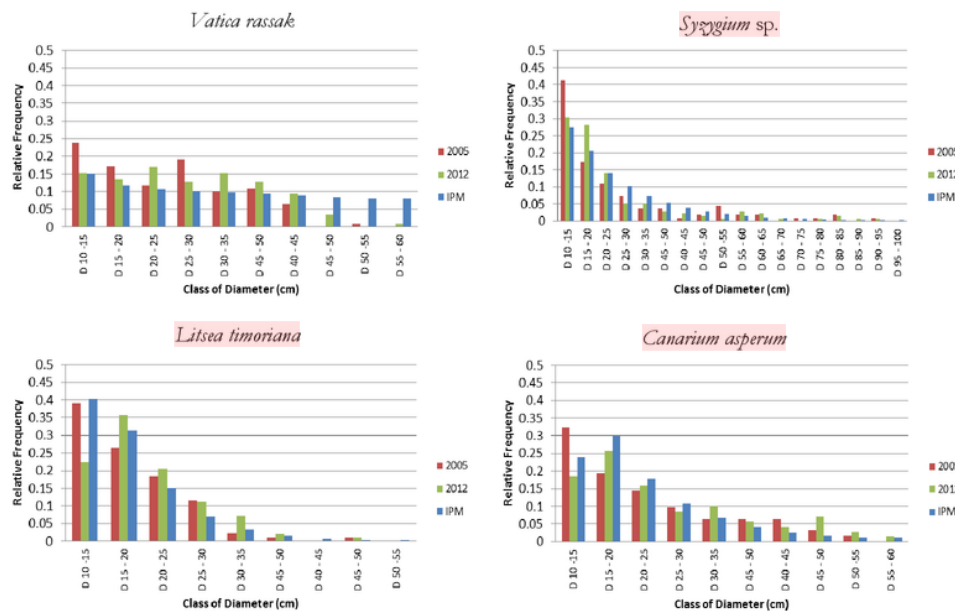 Vatica rassak
0.5
0.45
0.4
0.35
0.3
0.25
0.2
0.15
0.1
0.05
0
Relative Frequency
D 10 -15
D 15 - 20
D 20 - 25
D 25 - 30
D 30 - 35
D 45 - 50
D 40 - 45
D 45 - 50
D 50 -55
D 55 - 60
Class of Diameter (cm)
2005
2012
IPM
Syzygium sp.
0.5
0.45
0.4
0.35
0.3
0.25
0.2
0.15
0.1
0.05
0
Relative Frequency
D 10 -15
D 15 - 20
D 20 - 25
D 25 - 30
D 30 - 35
D 45 - 50
D 40 - 45
D 45 - 50
D 50 -55
D 55 - 60
D 60 - 65
D 65 - 70
D 70 - 75
D 75 - 80
D 80 - 85
D 85 - 90
D 90 - 95
D 95 - 100
Class of Diameter (cm)
2005
2012
IPM
Litsea timoriana
0.5
0.45
0.4
0.35
0.3
0.25
0.2
0.15
0.1
0.05
0
Relative Frequency
D 10 -15
D 15 - 20
D 20 - 25
D 25 - 30
D 30 - 35
D 45 - 50
D 40 - 45
D 45 - 50
D 50 -55
Class of Diameter (cm)
2005
2012
IPM
Canarium asperum
0.5
0.45
0.4
0.35
0.3
0.25
0.2
0.15
0.1
0.05
0
Relative Frequency
D 10 -15
D 15 - 20
D 20 - 25
D 25 - 30
D 30 - 35
D 45 - 50
D 40 - 45
D 45 - 50
D 50 -55
D 55 - 60
Class of Diameter (cm)
2005
2012
IPM